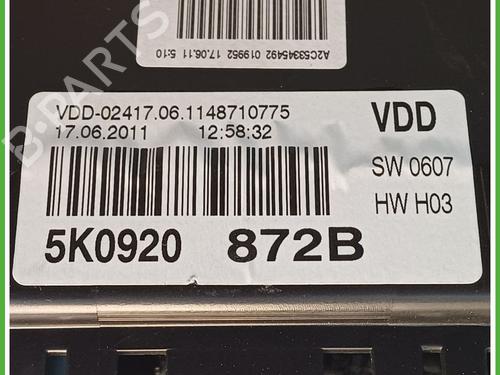 A2C53345492 019952 17.06.11 5:10
VDD-02417.06.1148710775
17.06.2011 12:58:32
VDD
SW 0607
HW H03
5K0920 872B
B-PARTS